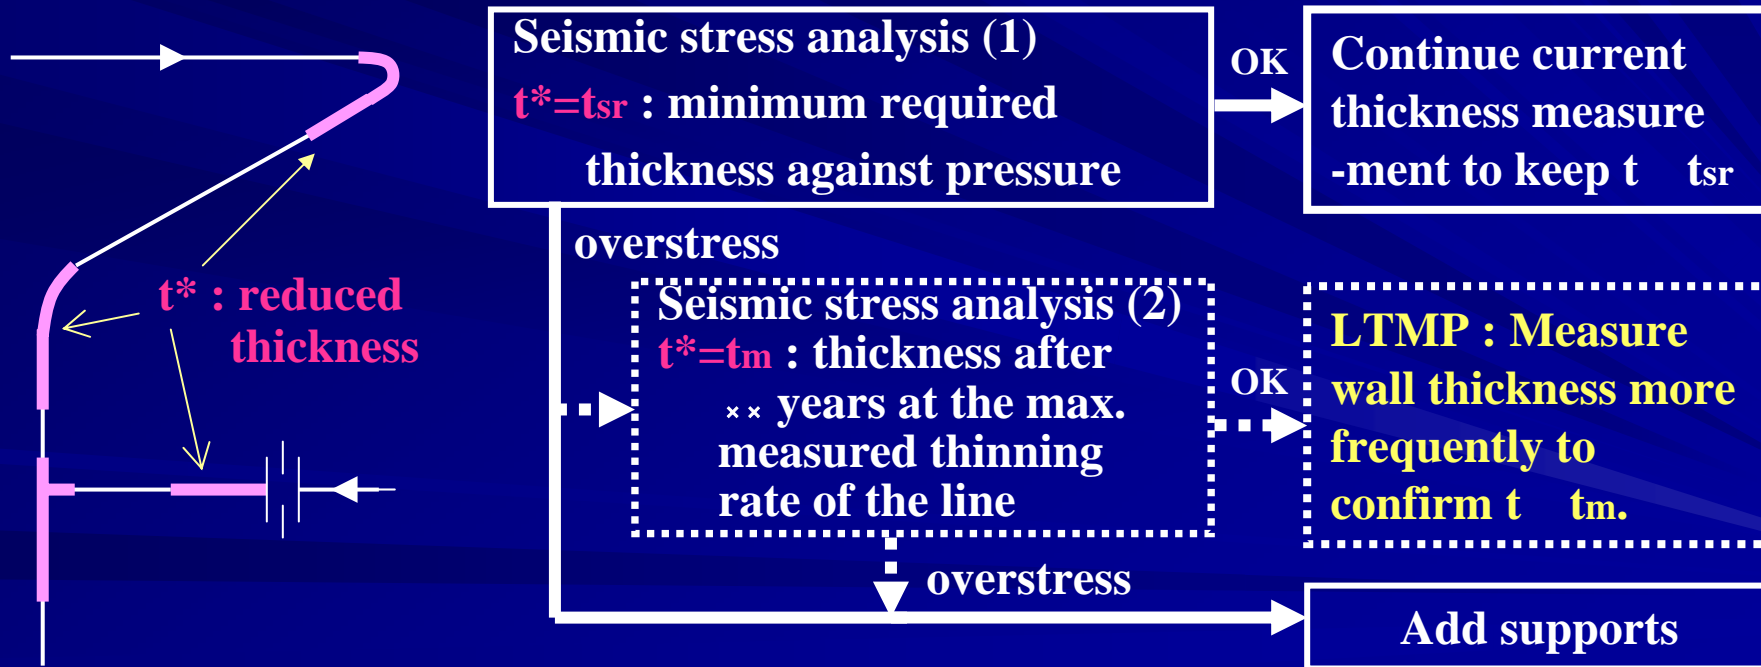 Seismic stress analysis (1)
t*=tsr : minimum required
thickness against pressure
OK
Continue current
thickness measure
-ment to keep t tsr
overstress
t* : reduced
thickness
Seismic stress analysis (2)
t*=tm : thickness after
×× years at the max.
measured thinning
rate of the line
OK
LTMP : Measure
wall thickness more
frequently to
confirm t tm.
overstress
Add supports